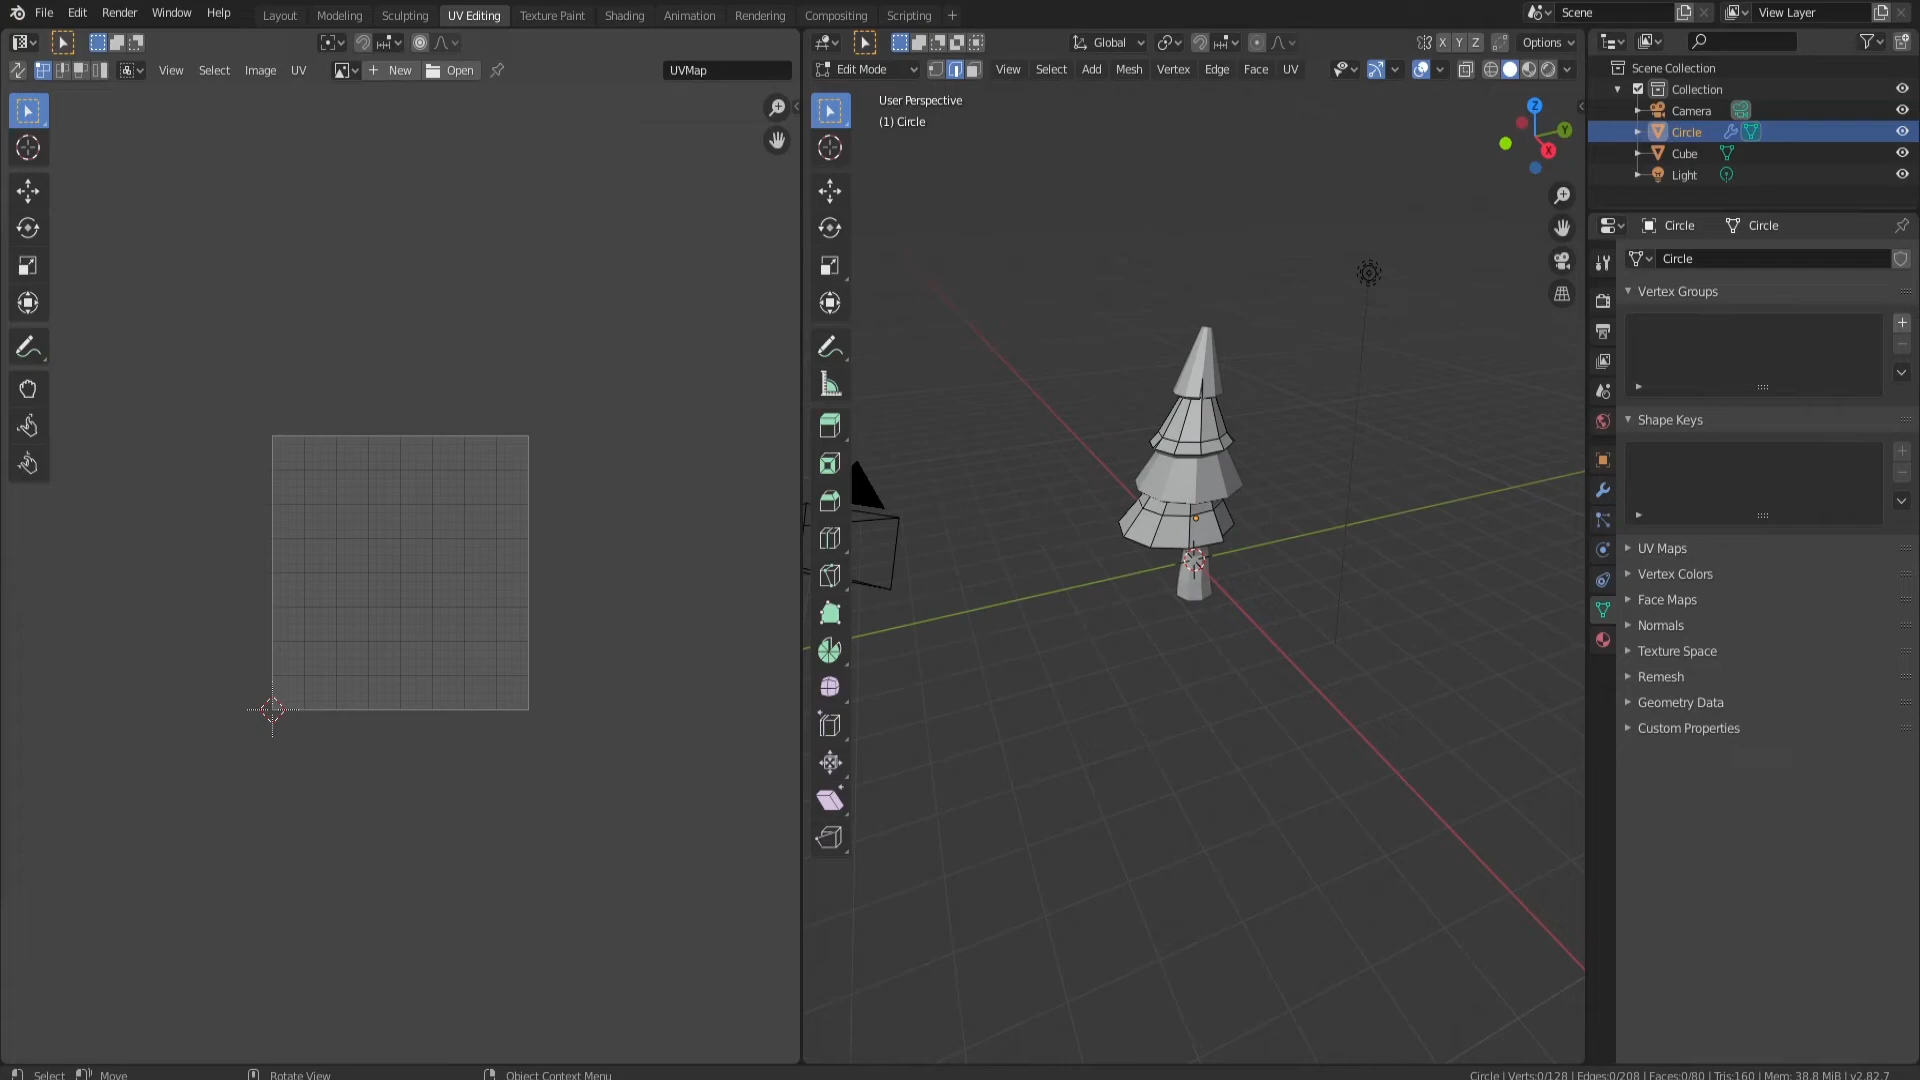 File Edit Render Window Help
Layout Modeling Sculpting UV Editing Texture Paint Shading Animation Rendering Compositing Scripting +
Scene
View Layer
Global
X Y Z
Options
View Select Image UV
New
Open
UVMap
Edit Mode
View Select Add Mesh Vertex Edge Face UV
User Perspective
(1) Circle
Z
Y
X
Scene Collection
Collection
Camera
Circle
Cube
Light
Circle
Circle
Circle
Vertex Groups
Shape Keys
UV Maps
Vertex Colors
Face Maps
Normals
Texture Space
Remesh
Geometry Data
Custom Properties
Select
Move
Rotate View
Object Context Menu
Circle | Verts:0/128 | Edges:0/208 | Faces:0/80 | Tris:160 | Mem: 38.8 MiB | v2.82.7